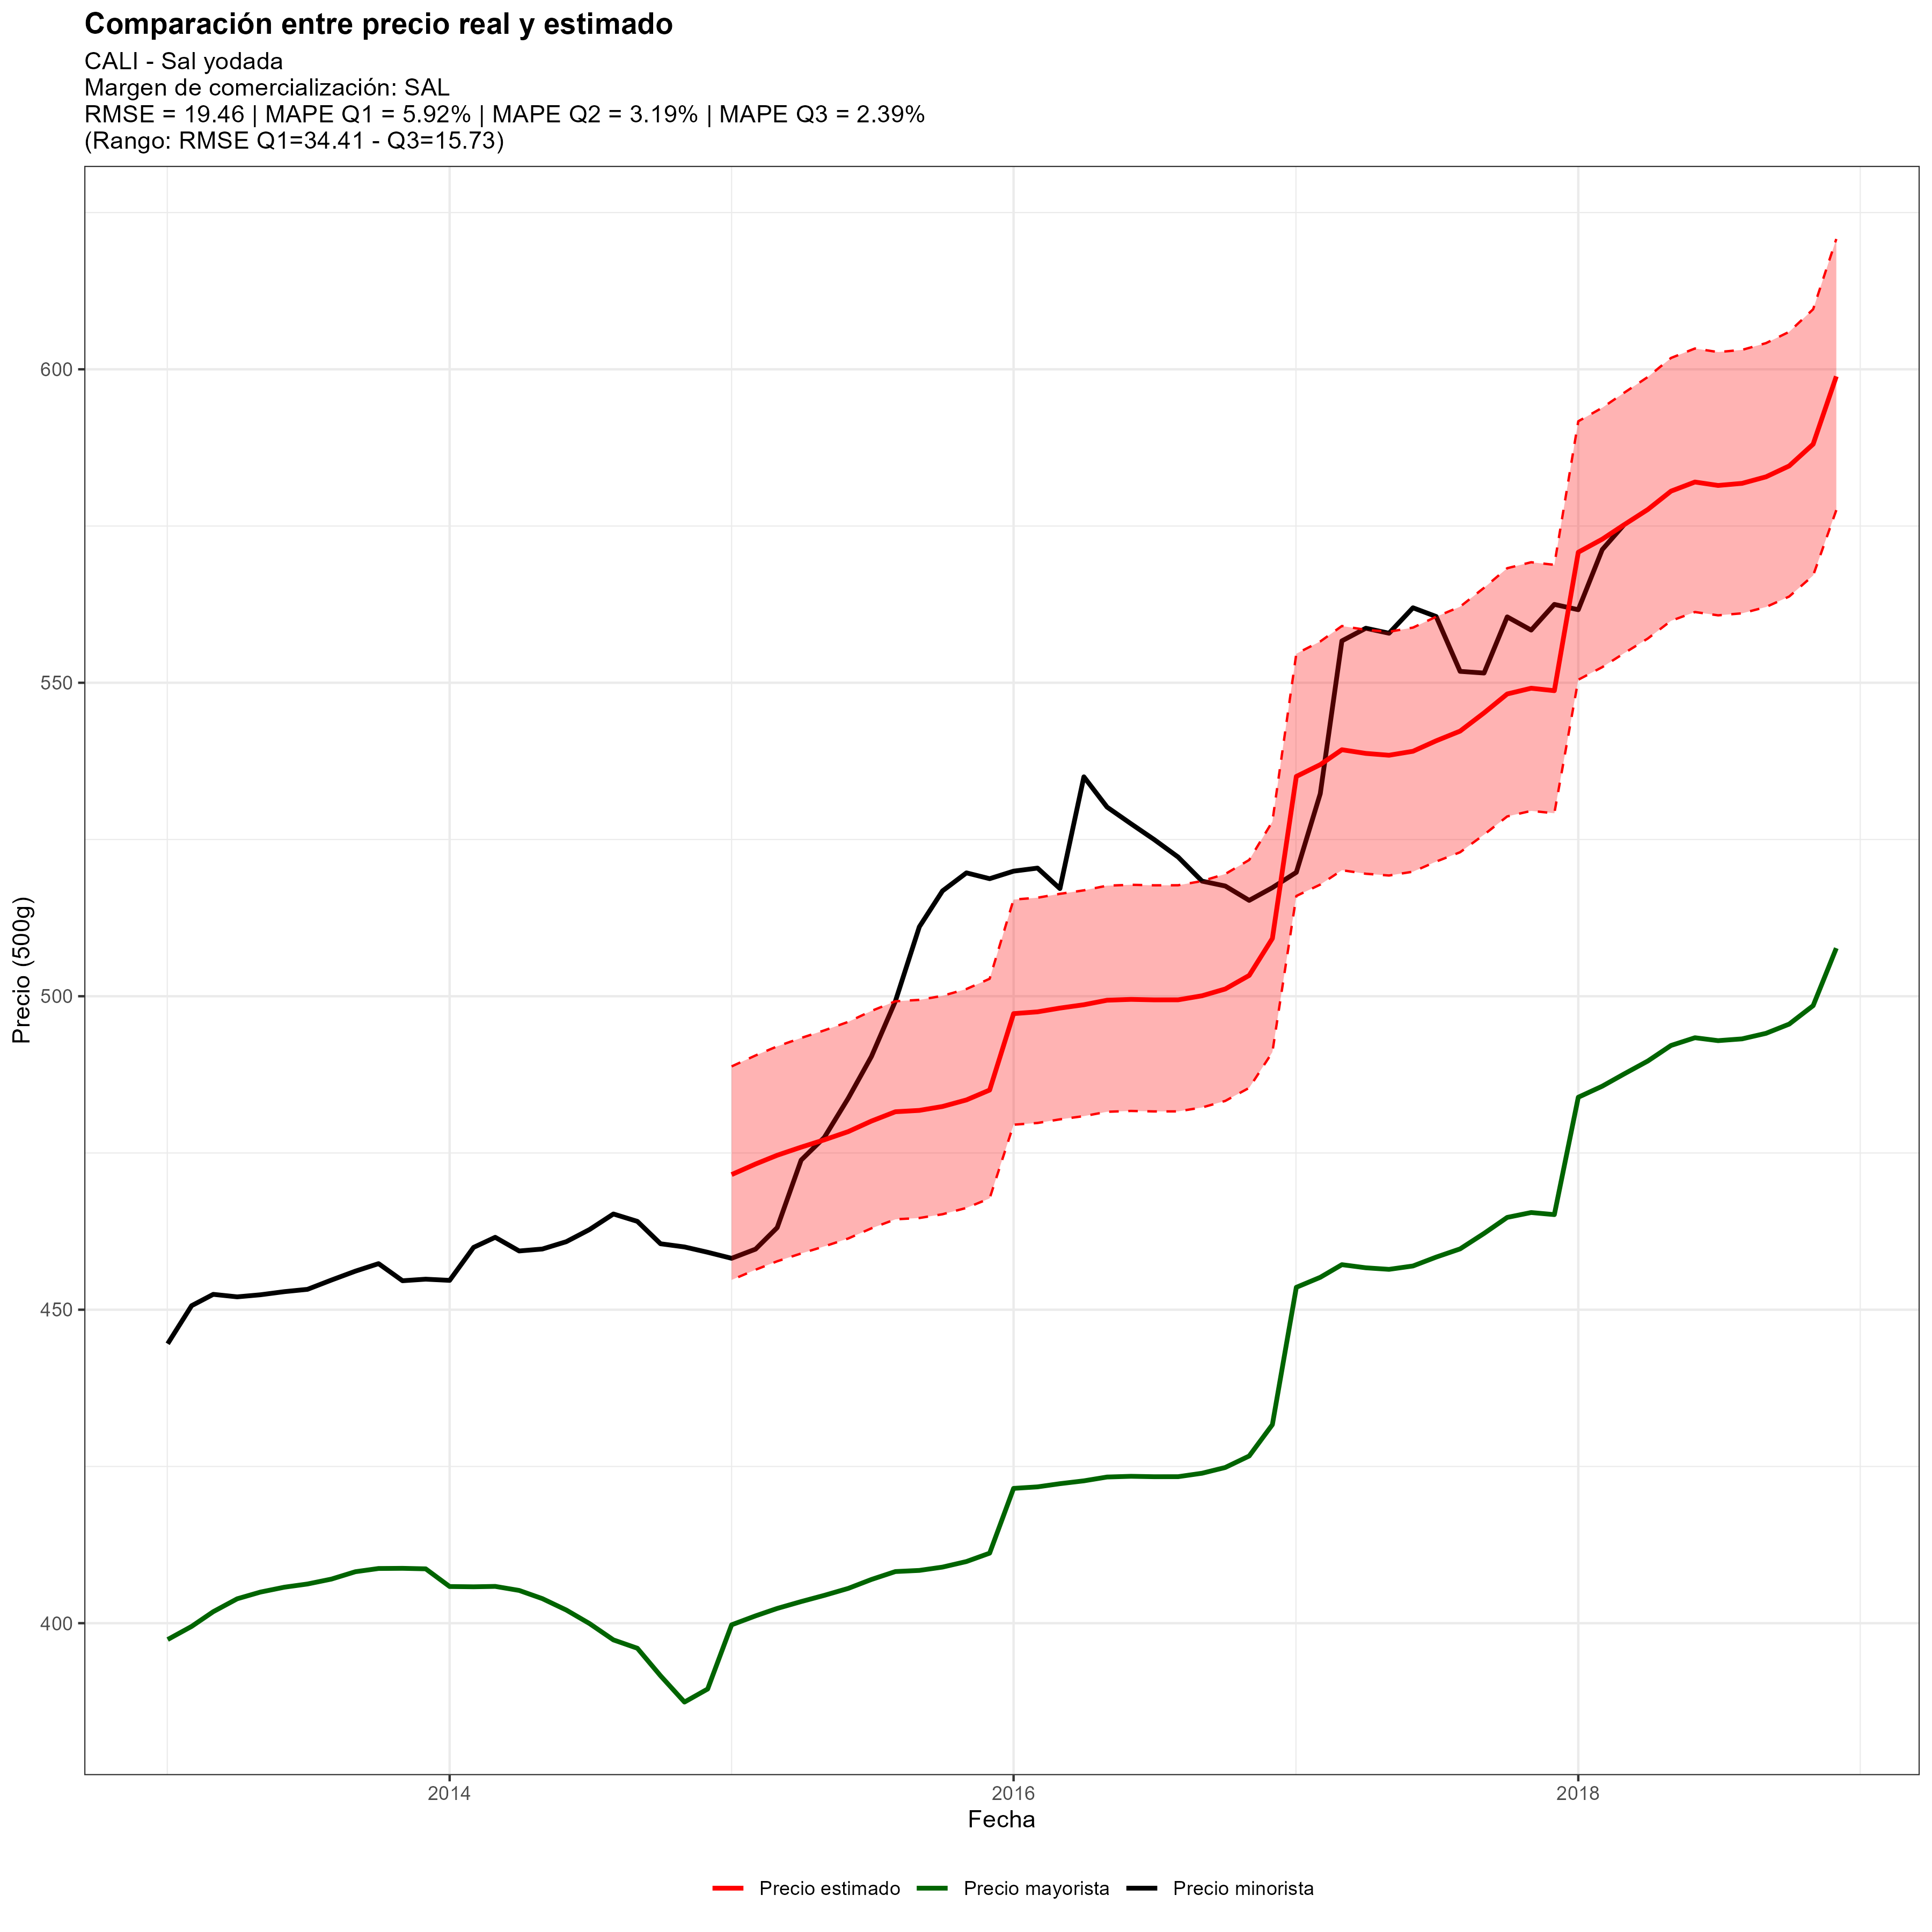 Comparación entre precio real y estimado
CALI - Sal yodada
Margen de comercialización: SAL
RMSE = 19.46 | MAPE Q1 = 5.92% | MAPE Q2 = 3.19% | MAPE Q3 = 2.39%
(Rango: RMSE Q1=34.41 - Q3=15.73)
Precio (500g)
600
550
500
450
400
2014
2016
2018
Fecha
Precio estimado
Precio mayorista
Precio minorista